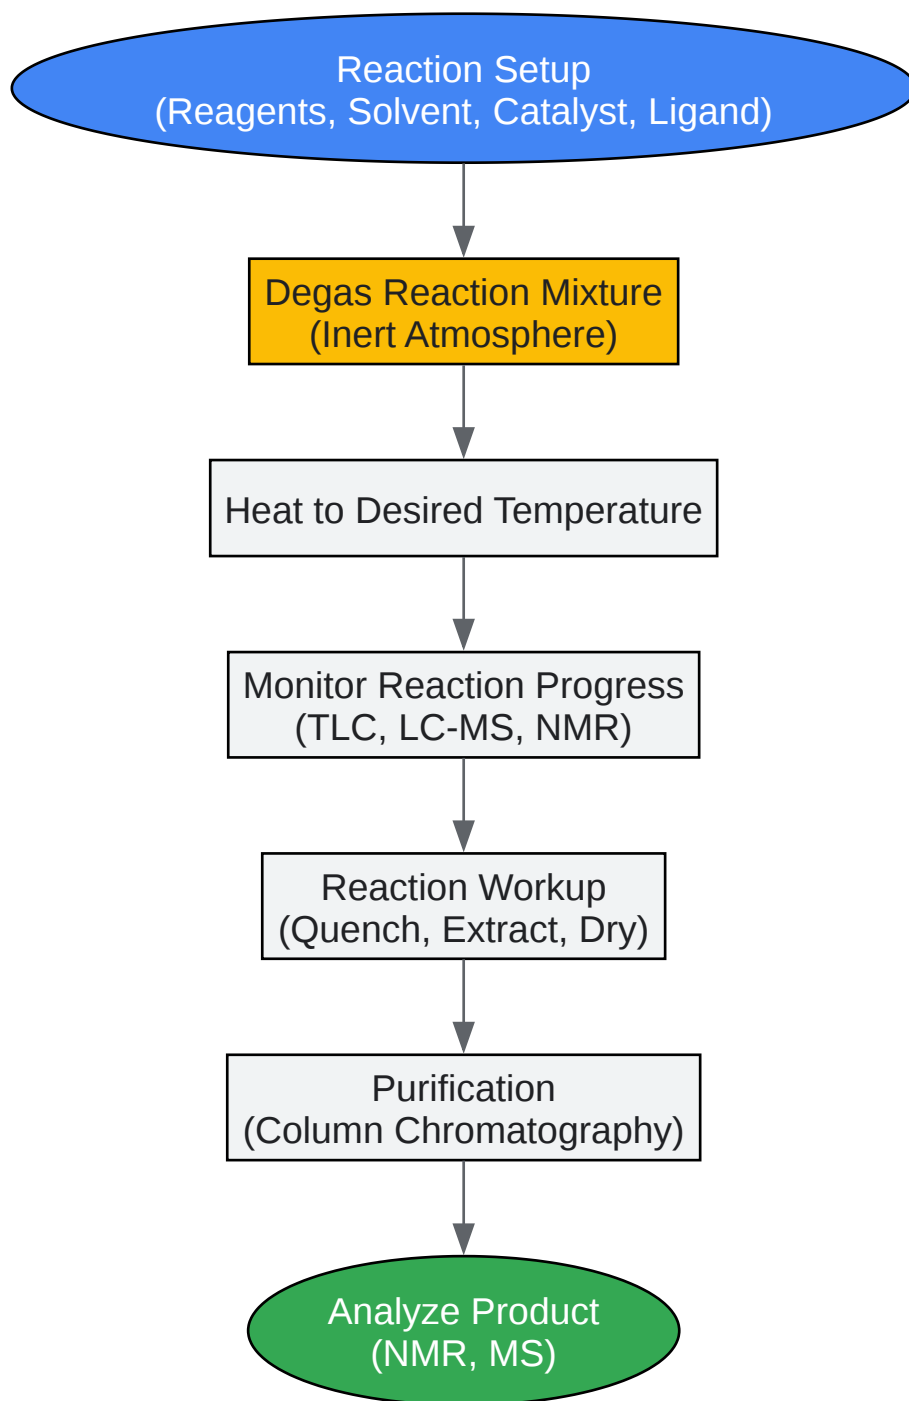 Reaction Setup
(Reagents, Solvent, Catalyst, Ligand)
Degas Reaction Mixture
(Inert Atmosphere)
Heat to Desired Temperature
Monitor Reaction Progress
(TLC, LC-MS, NMR)
Reaction Workup
(Quench, Extract, Dry)
Purification
(Column Chromatography)
Analyze Product
(NMR, MS)